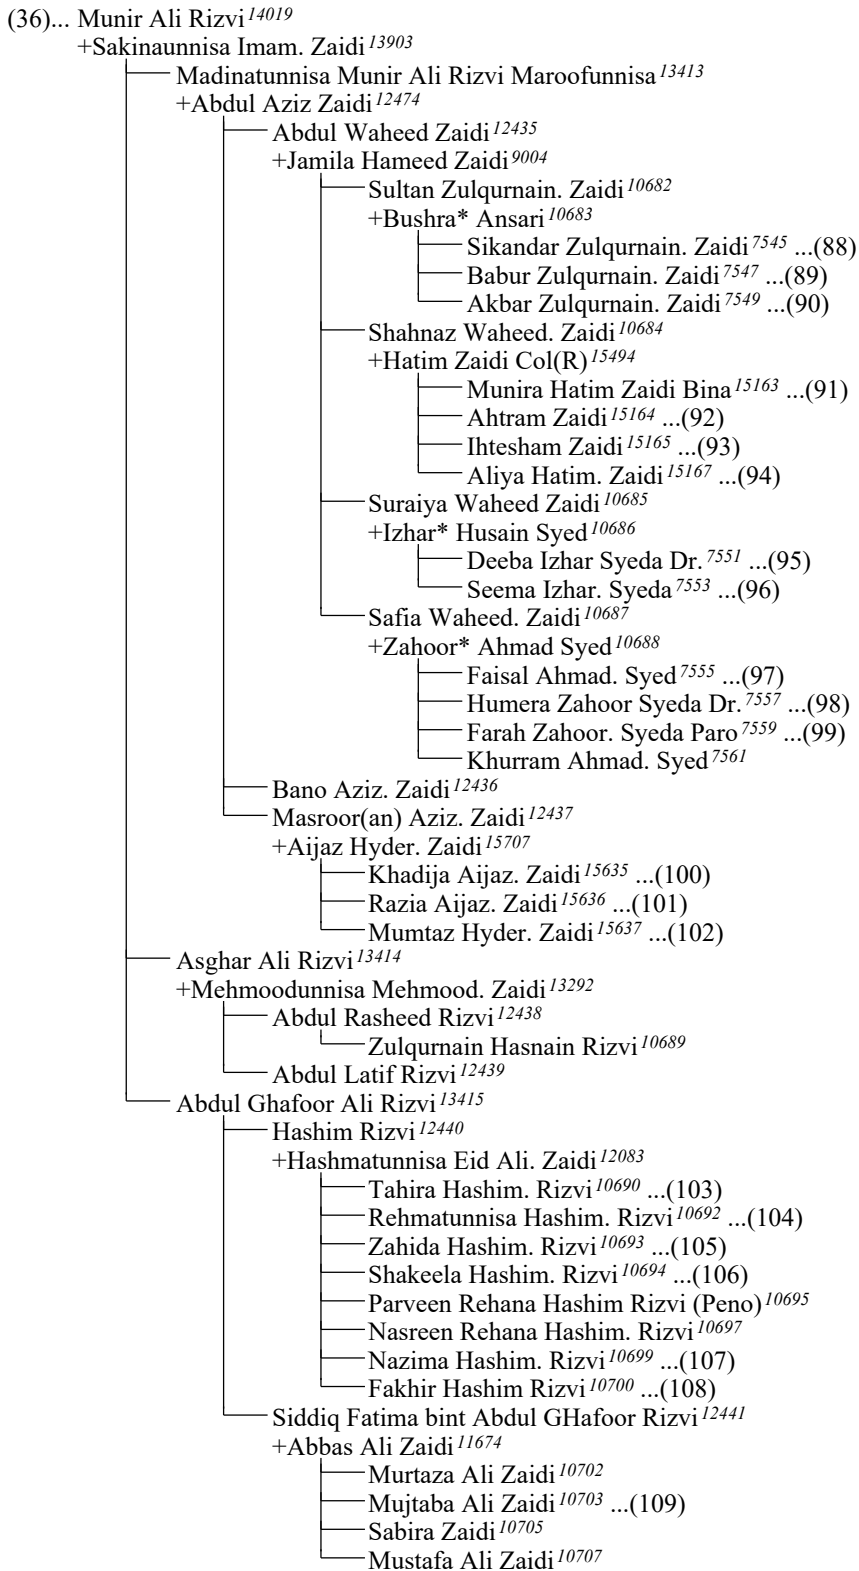 (36)... Munir Ali Rizvi 14019
+Sakinaunnisa Imam. Zaidi 13903
Madinatunnisa Munir Ali Rizvi Maroofunnisa 13413
+Abdul Aziz Zaidi 12474
Abdul Waheed Zaidi 12435
+Jamila Hameed Zaidi 9004
Sultan Zulqurnain. Zaidi 10682
+Bushra* Ansari 10683
Sikandar Zulqurnain. Zaidi 7545 ...(88)
Babur Zulqurnain. Zaidi 7547 ...(89)
Akbar Zulqurnain. Zaidi 7549 ...(90)
Shahnaz Waheed. Zaidi 10684
+Hatim Zaidi Col(R) 15494
Munira Hatim Zaidi Bina 15163 ...(91)
Ahtram Zaidi 15164 ...(92)
Ihtesham Zaidi 15165 ...(93)
Aliya Hatim. Zaidi 15167 ...(94)
Suraiya Waheed Zaidi 10685
+Izhar* Husain Syed 10686
Deeba Izhar Syeda Dr. 7551 ...(95)
Seema Izhar. Syeda 7553 ...(96)
Safia Waheed. Zaidi 10687
+Zahoor* Ahmad Syed 10688
Faisal Ahmad. Syed 7555 ...(97)
Humera Zahoor Syeda Dr. 7557 ...(98)
Farah Zahoor. Syeda Paro 7559 ...(99)
Khurram Ahmad. Syed 7561
Bano Aziz. Zaidi 12436
Masroor(an) Aziz. Zaidi 12437
+Aijaz Hyder. Zaidi 15707
Khadija Aijaz. Zaidi 15635 ...(100)
Razia Aijaz. Zaidi 15636 ...(101)
Mumtaz Hyder. Zaidi 15637 ...(102)
Asghar Ali Rizvi 13414
+Mehmoodunnisa Mehmood. Zaidi 13292
Abdul Rasheed Rizvi 12438
Zulqurnain Hasnain Rizvi 10689
Abdul Latif Rizvi 12439
Abdul Ghafoor Ali Rizvi 13415
Hashim Rizvi 12440
+Hashmatunnisa Eid Ali. Zaidi 12083
Tahira Hashim. Rizvi 10690 ...(103)
Rehmatunnisa Hashim. Rizvi 10692 ...(104)
Zahida Hashim. Rizvi 10693 ...(105)
Shakeela Hashim. Rizvi 10694 ...(106)
Parveen Rehana Hashim Rizvi (Peno) 10695
Nasreen Rehana Hashim. Rizvi 10697
Nazima Hashim. Rizvi 10699 ...(107)
Fakhir Hashim Rizvi 10700 ...(108)
Siddiq Fatima bint Abdul GHafoor Rizvi 12441
+Abbas Ali Zaidi 11674
Murtaza Ali Zaidi 10702
Mujtaba Ali Zaidi 10703 ...(109)
Sabira Zaidi 10705
Mustafa Ali Zaidi 10707